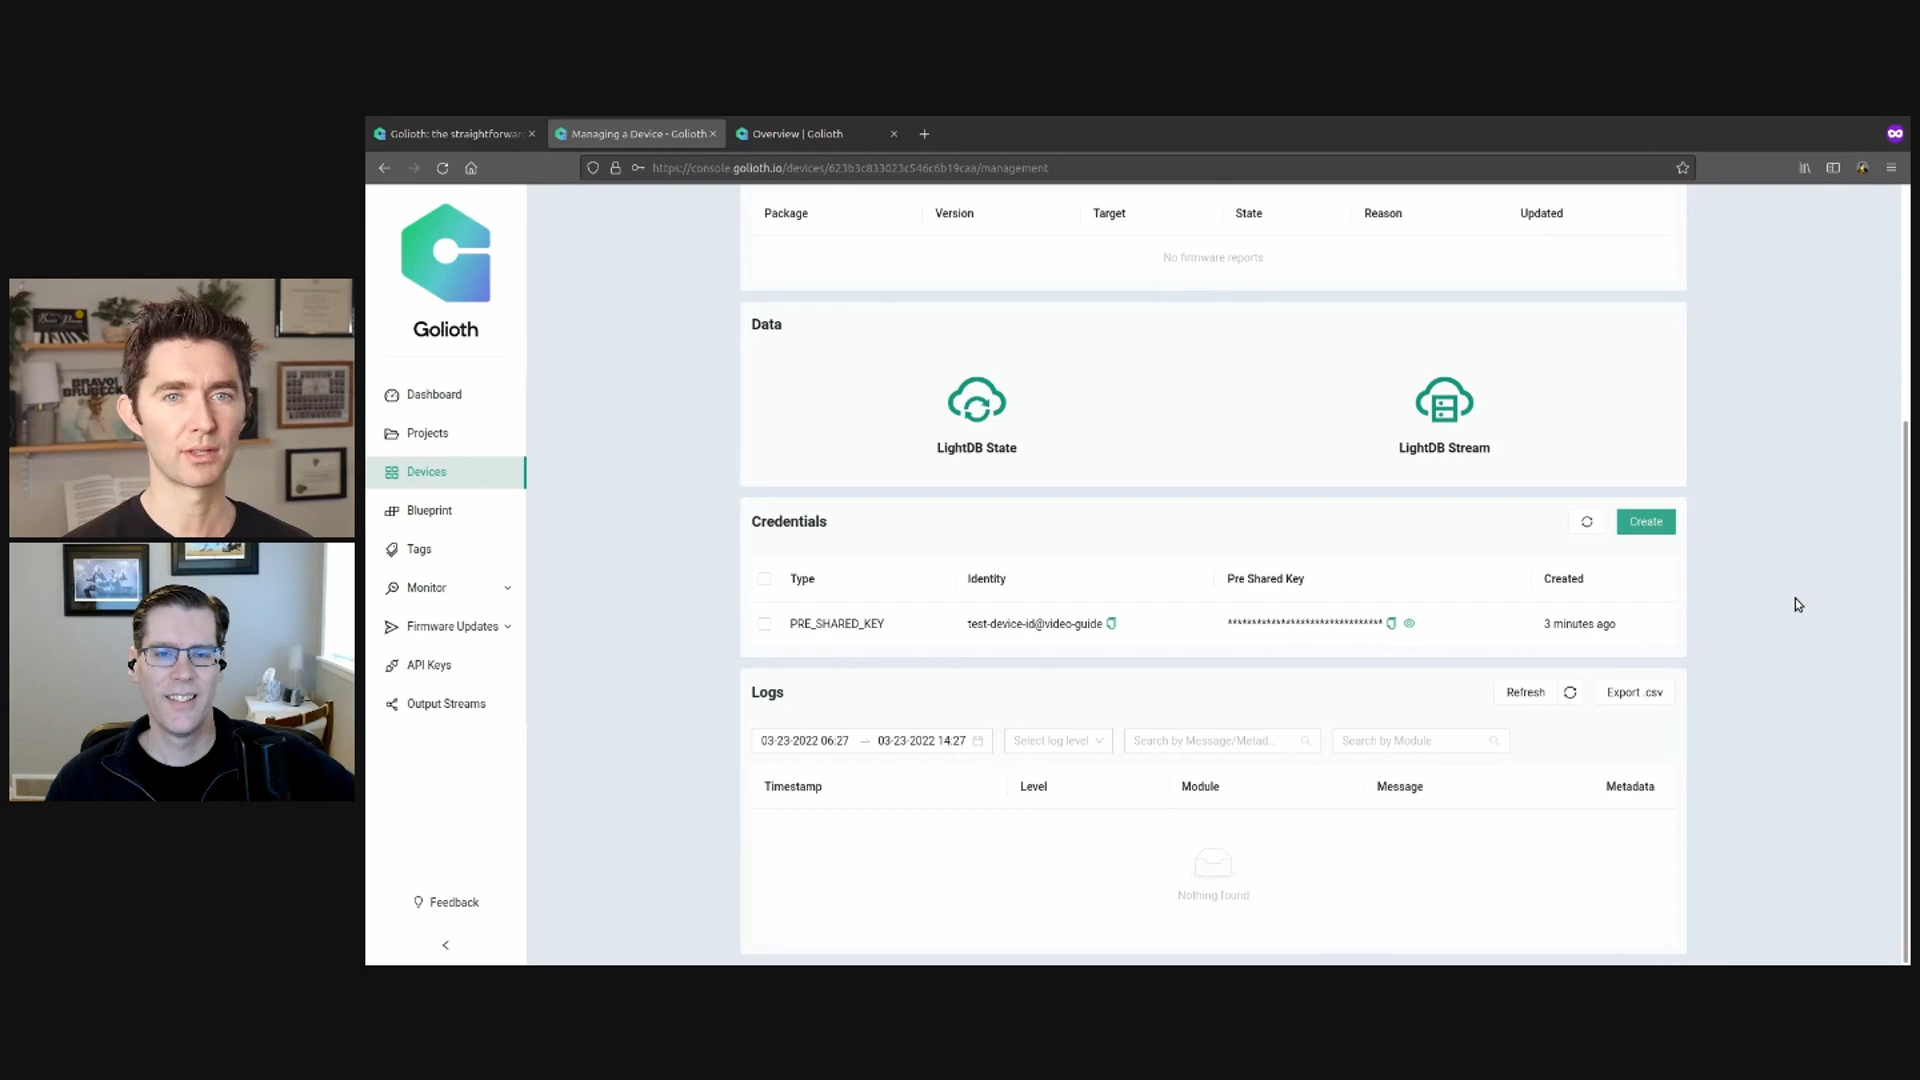 Golioth: the straightforwar
Managing a Device - Golioth
Overview | Golioth
https://console.golioth.io/devices/623b3c833023c546c6b19caa/management
Golioth
Dashboard
Projects
Devices
Blueprint
Tags
Monitor
Firmware Updates
API Keys
Output Streams
Feedback
Package Version Target State Reason Updated
No firmware reports
Data
LightDB State
LightDB Stream
Credentials
Create
Type Identity Pre Shared Key Created
PRE_SHARED_KEY test-device-id@video-guide ******************************** 3 minutes ago
Logs
Refresh
Export .csv
03-23-2022 06:27 → 03-23-2022 14:27 Select log level Search by Message/Metad... Search by Module
Timestamp Level Module Message Metadata
Nothing found
BRAVO!
BRUBECK